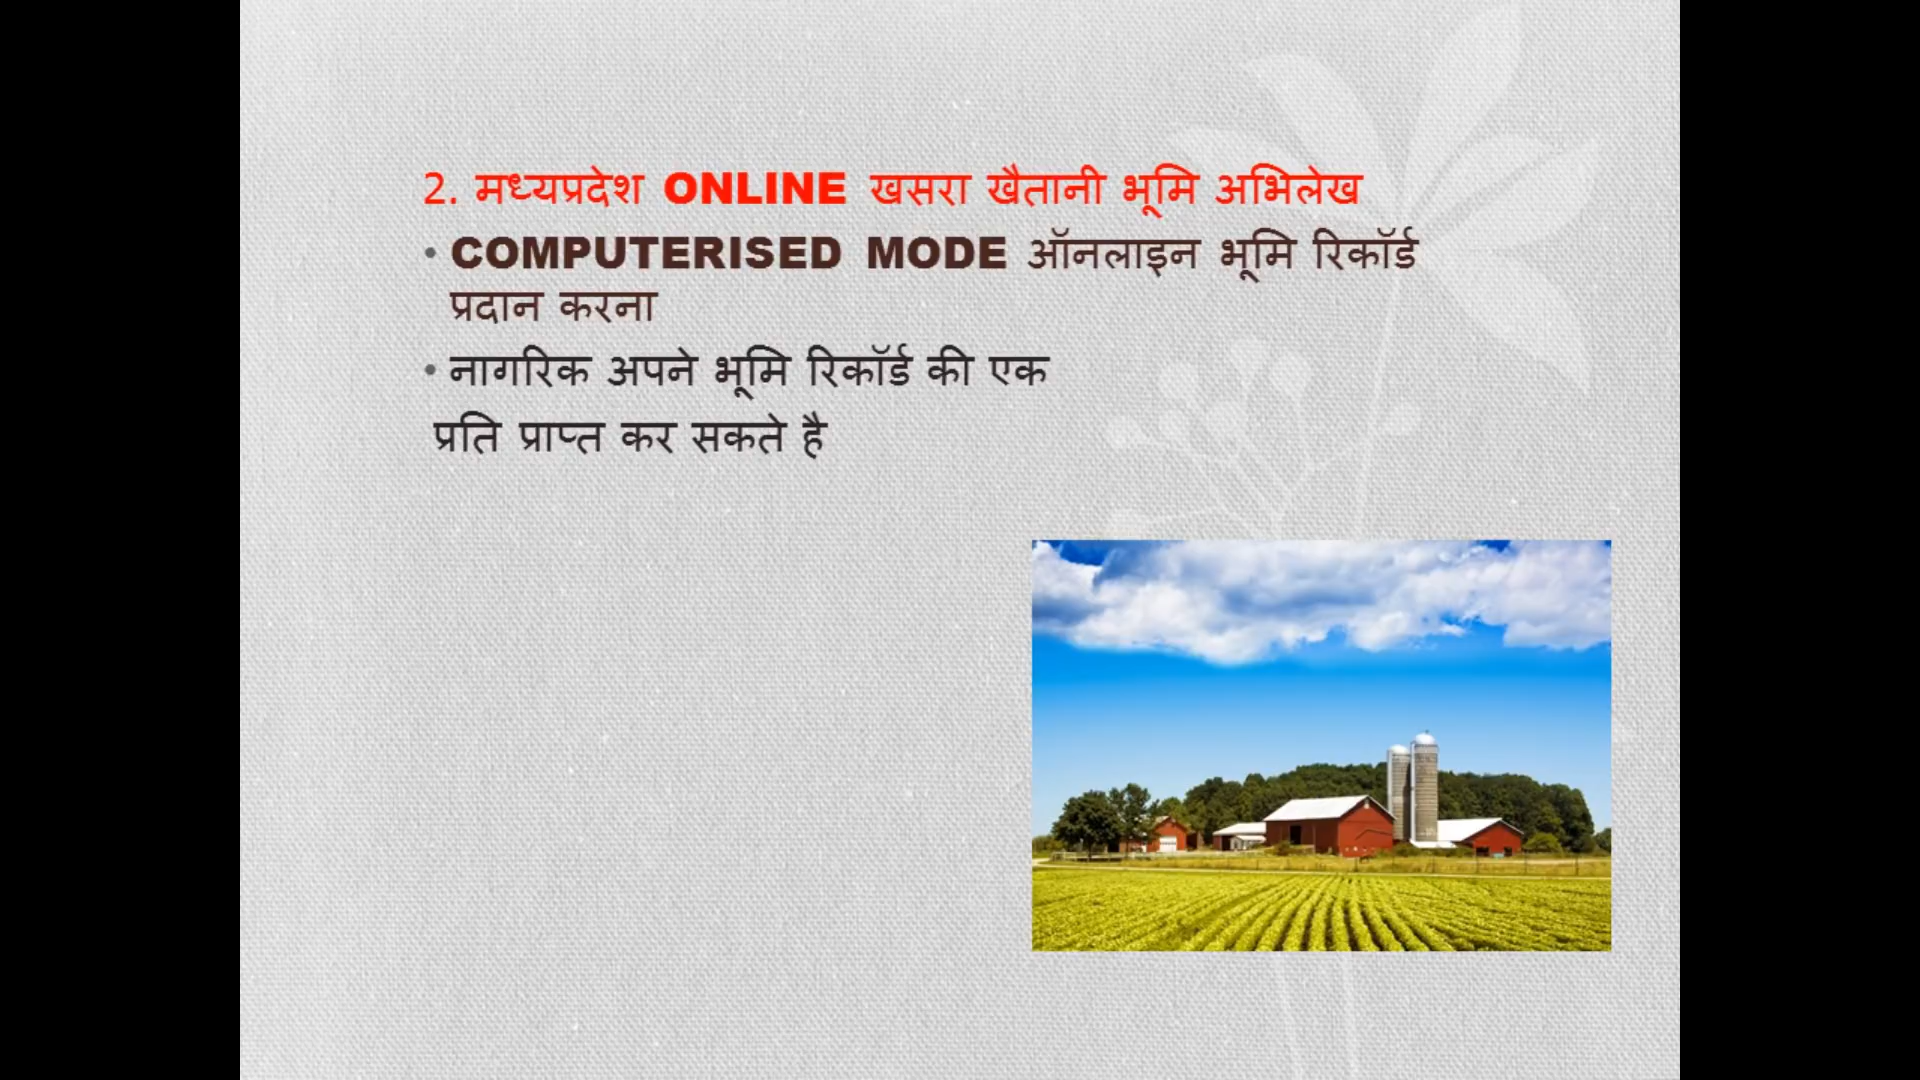 2. मध्यप्रदेश ONLINE खसरा खैतानी भूमि अभिलेख
• COMPUTERISED MODE ऑनलाइन भूमि रिकॉर्ड
प्रदान करना
• नागरिक अपने भूमि रिकॉर्ड की एक
प्रति प्राप्त कर सकते है